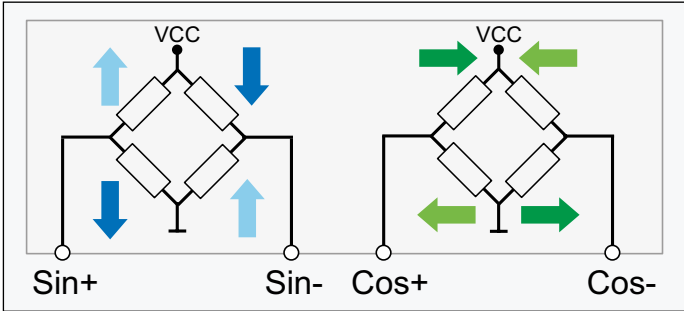 VCC VCC
Sin+ Sin- Cos+ Cos-